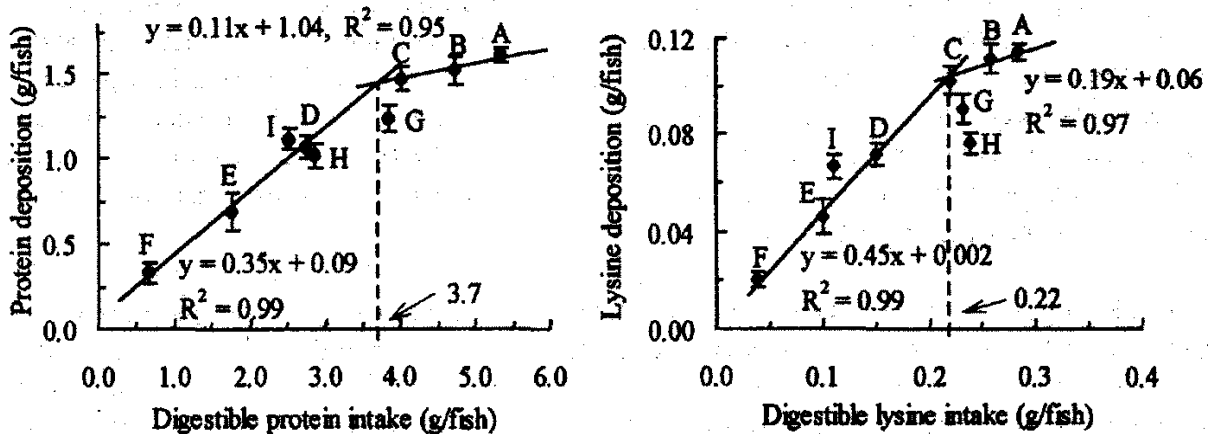 y = 0.11x + 1.04, R² = 0.95
Protein deposition (g/fish)
1.5
1.0
0.5
0.0
A
B
C
G
D
I
H
E
F
y = 0.35x + 0.09
R² = 0.99
3.7
0.0 1.0 2.0 3.0 4.0 5.0 6.0
Digestible protein intake (g/fish)
Lysine deposition (g/fish)
0.12
0.08
0.04
0.00
A
B
C
y = 0.19x + 0.06
R² = 0.97
G
H
D
I
E
F
y = 0.45x + 0.002
R² = 0.99
0.22
0.0 0.1 0.2 0.3 0.4
Digestible lysine intake (g/fish)